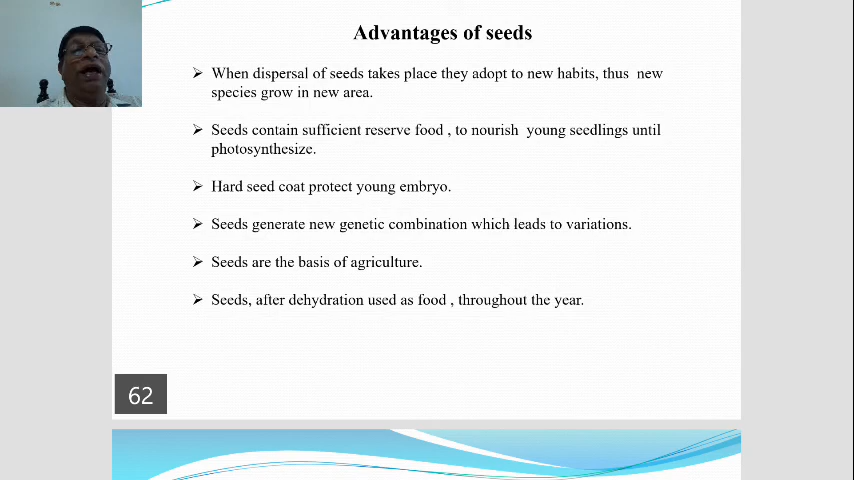 Advantages of seeds
➢ When dispersal of seeds takes place they adopt to new habits, thus new
species grow in new area.
➢ Seeds contain sufficient reserve food , to nourish young seedlings until
photosynthesize.
➢ Hard seed coat protect young embryo.
➢ Seeds generate new genetic combination which leads to variations.
➢ Seeds are the basis of agriculture.
➢ Seeds, after dehydration used as food , throughout the year.
62